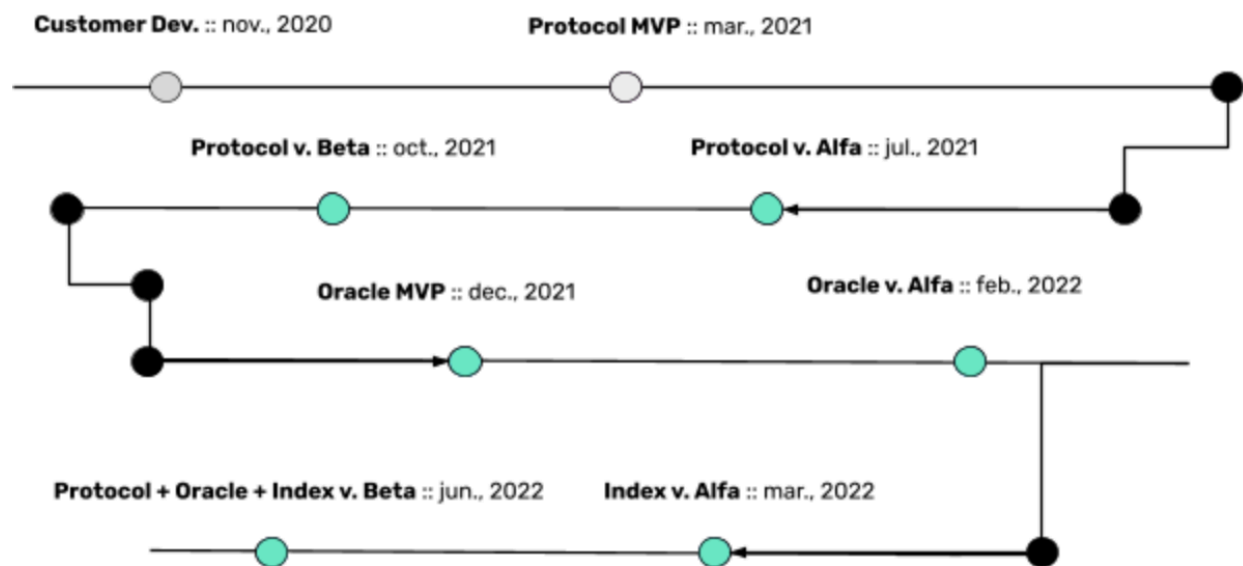 Customer Dev. :: nov., 2020
Protocol MVP :: mar., 2021
Protocol v. Beta :: oct., 2021
Protocol v. Alfa :: jul., 2021
Oracle MVP :: dec., 2021
Oracle v. Alfa :: feb., 2022
Protocol + Oracle + Index v. Beta :: jun., 2022
Index v. Alfa :: mar., 2022